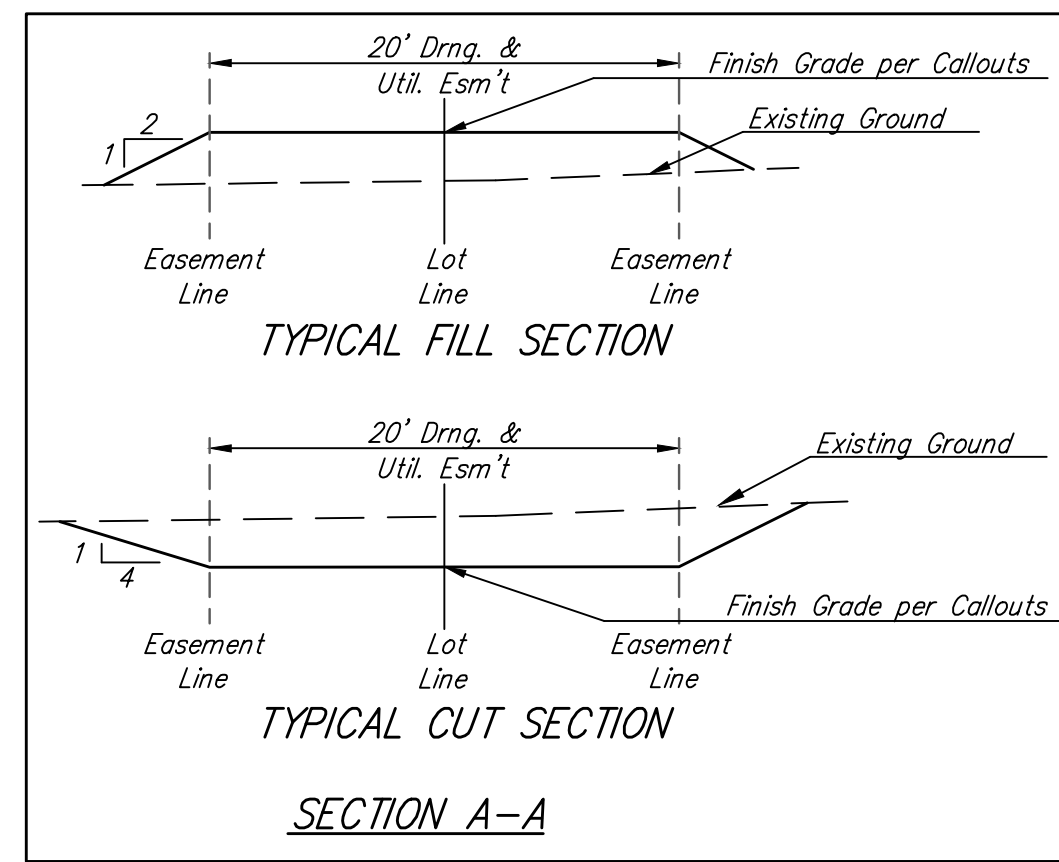 20' Drng. &
Util. Esm't
Finish Grade per Callouts
Existing Ground
2
1
Easement
Line
Lot
Line
Easement
Line
TYPICAL FILL SECTION
20' Drng. &
Util. Esm't
Existing Ground
1
4
Finish Grade per Callouts
Easement
Line
Lot
Line
Easement
Line
TYPICAL CUT SECTION
SECTION A-A